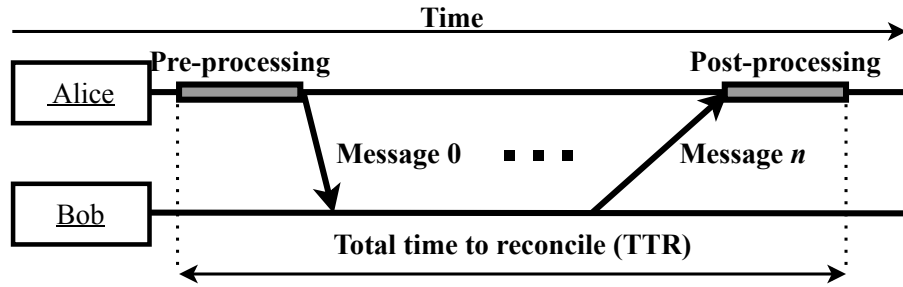 Time
Pre-processing
Post-processing
Alice
Message 0
Message n
Bob
Total time to reconcile (TTR)